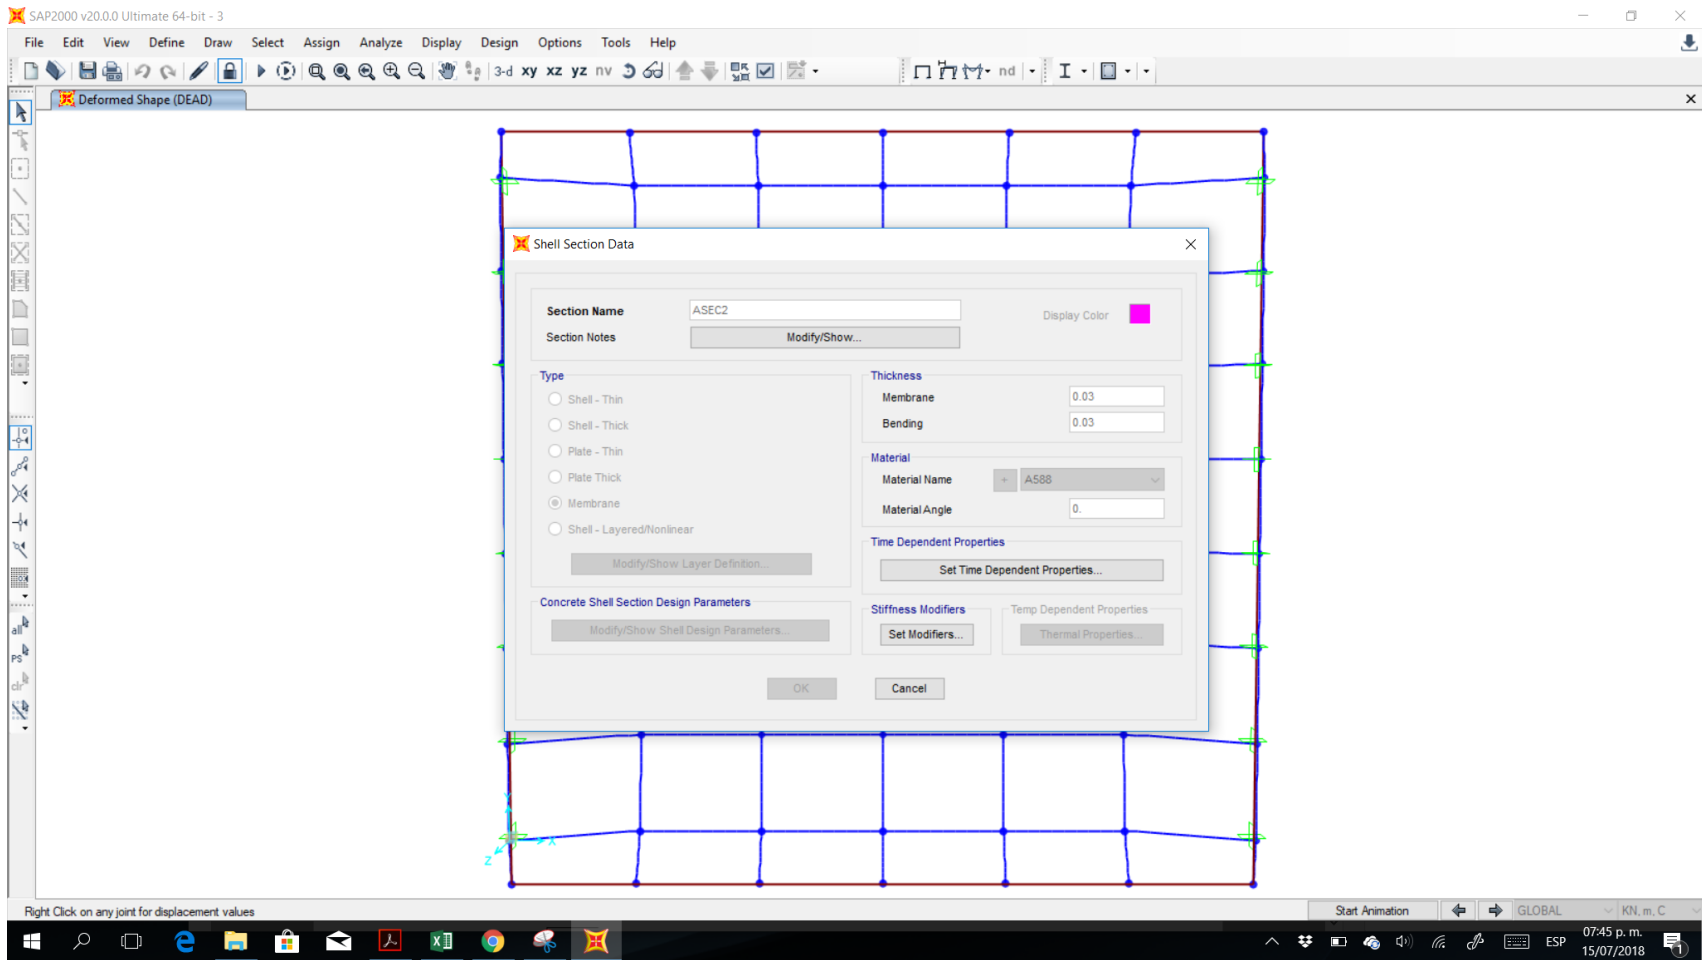 SAP2000 v20.0.0 Ultimate 64-bit - 3
File Edit View Define Draw Select Assign Analyze Display Design Options Tools Help
3-d xy xz yz nv nd
Deformed Shape (DEAD)
Shell Section Data
Section Name ASEC2 Display Color
Section Notes Modify/Show...
Type
Shell - Thin
Shell - Thick
Plate - Thin
Plate Thick
Membrane
Shell - Layered/Nonlinear
Modify/Show Layer Definition...
Concrete Shell Section Design Parameters
Modify/Show Shell Design Parameters...
Thickness
Membrane 0.03
Bending 0.03
Material
Material Name + A588
Material Angle 0.
Time Dependent Properties
Set Time Dependent Properties...
Stiffness Modifiers
Set Modifiers...
Temp Dependent Properties
Thermal Properties...
OK Cancel
all
PS
clr
Y
X
Z
Right Click on any joint for displacement values
Start Animation GLOBAL KN, m, C
ESP
07:45 p. m.
15/07/2018
1